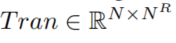 Tran ∈ ℝ^{N×N^R}